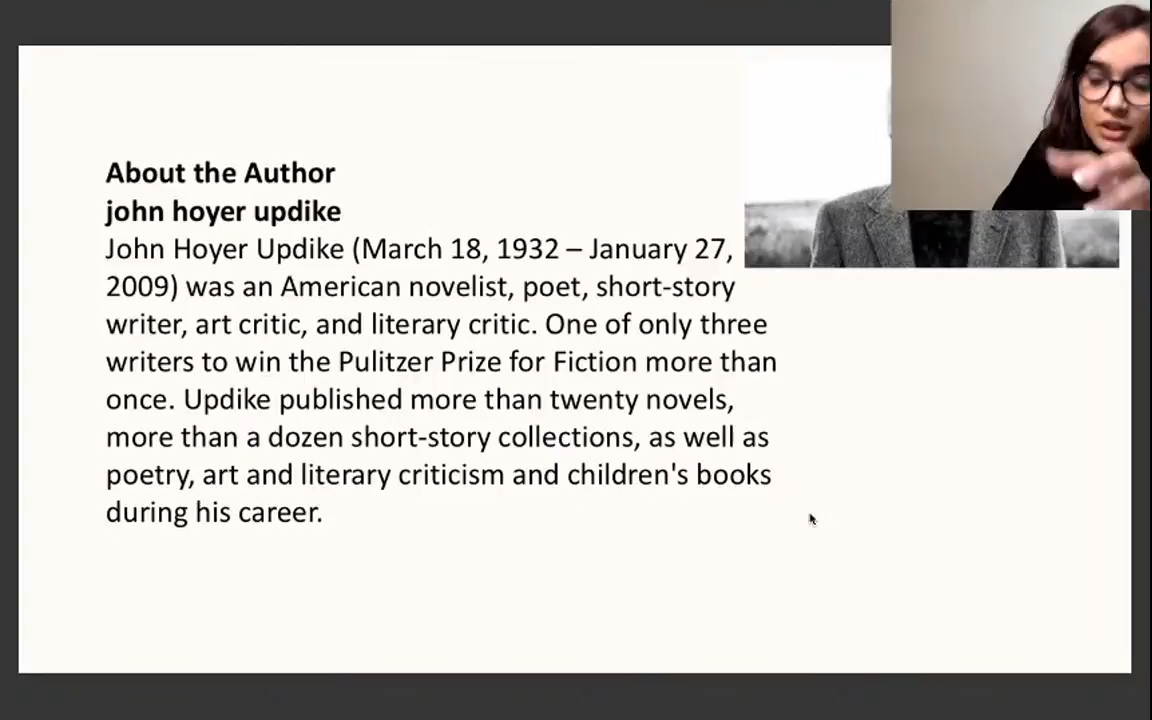 About the Author
john hoyer updike
John Hoyer Updike (March 18, 1932 – January 27,
2009) was an American novelist, poet, short-story
writer, art critic, and literary critic. One of only three
writers to win the Pulitzer Prize for Fiction more than
once. Updike published more than twenty novels,
more than a dozen short-story collections, as well as
poetry, art and literary criticism and children's books
during his career.